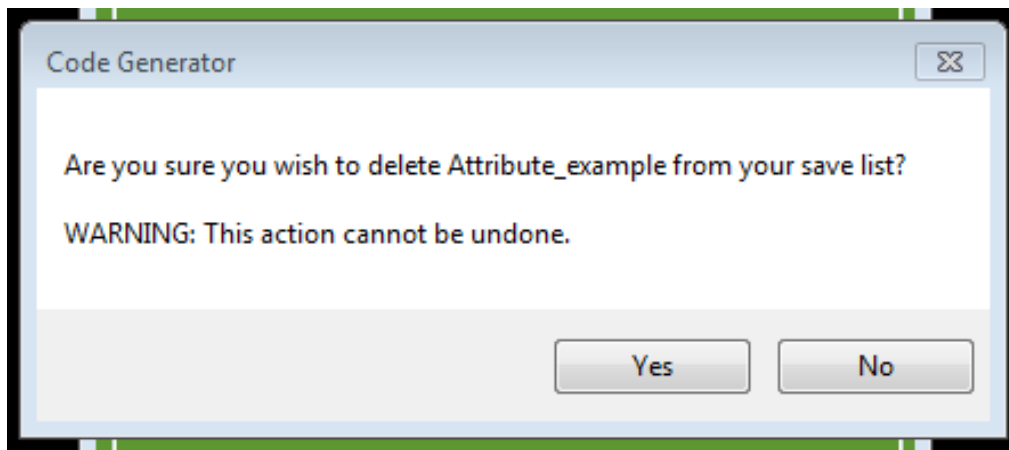 Code Generator
Are you sure you wish to delete Attribute_example from your save list?
WARNING: This action cannot be undone.
Yes No